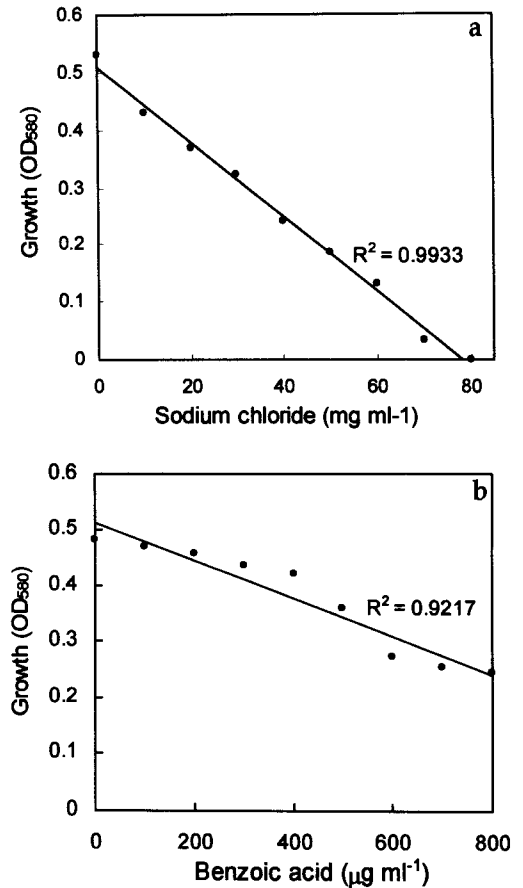 a
0.6
0.5
0.4
0.3
0.2
0.1
0
Growth (OD580)
R² = 0.9933
0 20 40 60 80
Sodium chloride (mg ml-1)
b
0.6
0.5
0.4
0.3
0.2
0.1
0
Growth (OD580)
R² = 0.9217
0 200 400 600 800
Benzoic acid (µg ml⁻¹)